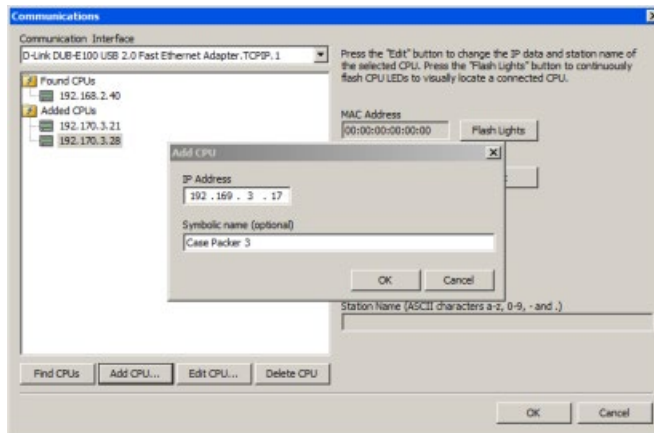 Communications
Communication Interface
D-Link DUB-E100 USB 2.0 Fast Ethernet Adapter.TCPIP.1
Press the "Edit" button to change the IP data and station name of
the selected CPU. Press the "Flash Lights" button to continuously
flash CPU LEDs to visually locate a connected CPU.
Found CPUs
192.168.2.40
Added CPUs
192.170.3.21
192.170.3.28
MAC Address
00:00:00:00:00:00
Flash Lights
Add CPU
IP Address
192 .169 . 3 . 17
Symbolic name (optional)
Case Packer 3
OK
Cancel
Station Name (ASCII characters a-z, 0-9, - and .)
Find CPUs
Add CPU...
Edit CPU...
Delete CPU
OK
Cancel